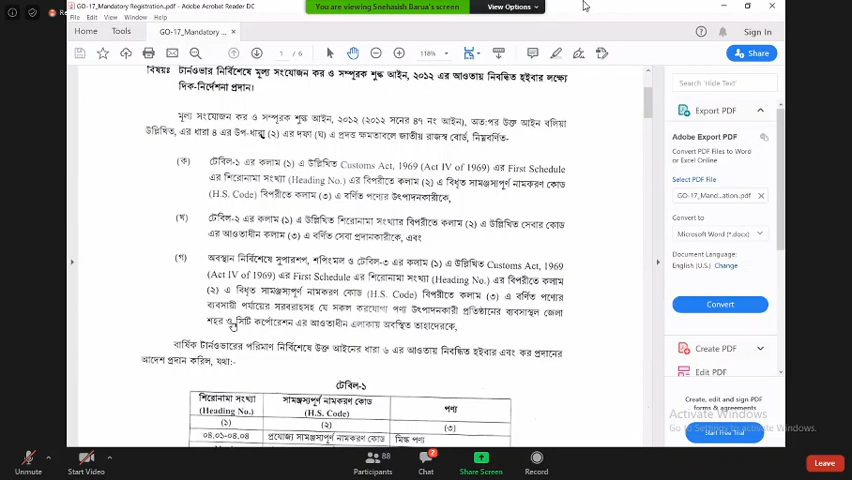 You are viewing Snehasish Barua's screen
View Options
GO-17_Mandatory Registration.pdf - Adobe Acrobat Reader DC
File Edit View Window Help
Home Tools GO-17_Mandatory ... × Sign In
1 / 6 116% Share
বিষয়ঃ টার্নওভার নির্বিশেষে মূল্য সংযোজন কর ও সম্পূরক শুল্ক আইন, ২০১২ এর আওতায় নিবন্ধিত হইবার লক্ষ্যে
দিক-নির্দেশনা প্রদান।
মূল্য সংযোজন কর ও সম্পূরক শুল্ক আইন, ২০১২ (২০১২ সনের ৪৭ নং আইন), অতঃপর উক্ত আইন বলিয়া
উল্লিখিত, এর ধারা ৪ এর উপ-ধারা (২) এর দফা (ঘ) এ প্রদত্ত ক্ষমতাবলে জাতীয় রাজস্ব বোর্ড, নিম্নবর্ণিত-
(ক) টেবিল-১ এর কলাম (১) এ উল্লিখিত Customs Act, 1969 (Act IV of 1969) এর First Schedule
এর শিরোনাম সংখ্যা (Heading No.) এর বিপরীতে কলাম (২) এ বিধৃত সামঞ্জস্যপূর্ণ নামকরণ কোড
(H.S. Code) বিপরীতে কলাম (৩) এ বর্ণিত পণ্যের উৎপাদনকারীকে,
(খ) টেবিল-২ এর কলাম (১) এ উল্লিখিত শিরোনাম সংখ্যার বিপরীতে কলাম (২) এ উল্লিখিত সেবার কোড
এর আওতাধীন কলাম (৩) এ বর্ণিত সেবা প্রদানকারীকে, এবং
(গ) অবস্থান নির্বিশেষে সুপারশপ, শপিংমল ও টেবিল-৩ এর কলাম (১) এ উল্লিখিত Customs Act, 1969
(Act IV of 1969) এর First Schedule এর শিরোনাম সংখ্যা (Heading No.) এর বিপরীতে কলাম
(২) এ বিধৃত সামঞ্জস্যপূর্ণ নামকরণ কোড (H.S. Code) বিপরীতে কলাম (৩) এ বর্ণিত পণ্যের
ব্যবসায়ী পর্যায়ের সরবরাহসহ যে সকল করযোগ্য পণ্য উৎপাদনকারী প্রতিষ্ঠানের ব্যবসাস্থল জেলা
শহর ও সিটি কর্পোরেশন এর আওতাধীন এলাকায় অবস্থিত তাহাদেরকে,
বার্ষিক টার্নওভারের পরিমাণ নির্বিশেষে উক্ত আইনের ধারা ৬ এর আওতায় নিবন্ধিত হইবার এবং কর প্রদানের
আদেশ প্রদান করিল, যথা:-
টেবিল-১
শিরোনামা সংখ্যা (Heading No.) সামঞ্জস্যপূর্ণ নামকরণ কোড (H.S. Code) পণ্য
(১) (২) (৩)
০৪.০১-০৪.০৪ প্রযোজ্য সামঞ্জস্যপূর্ণ নামকরণ কোড মিল্ক পণ্য
Search 'Hide Text'
Export PDF
Adobe Export PDF
Convert PDF Files to Word
or Excel Online
Select PDF File
GO-17_Mand...ation.pdf ×
Convert to
Microsoft Word (*.docx)
Document Language:
English (U.S.) Change
Convert
Create PDF
Edit PDF
Create, edit and sign PDF
forms & agreements
Start Free Trial
Activate Windows
Go to Settings to activate Windows.
Unmute Start Video Participants 88 Chat 2 Share Screen Record Leave